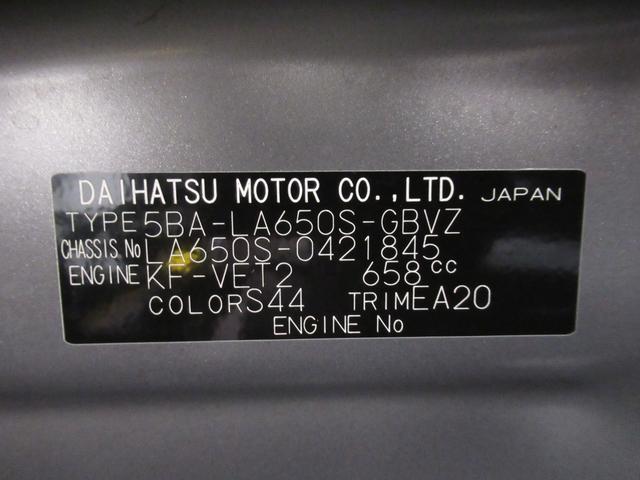 DAIHATSU MOTOR CO.,LTD. JAPAN
TYPE 5BA-LA650S-GBVZ
CHASSIS No LA650S-0421845
ENGINE KF-VET2 658cc
COLOR S44 TRIM EA20
ENGINE No